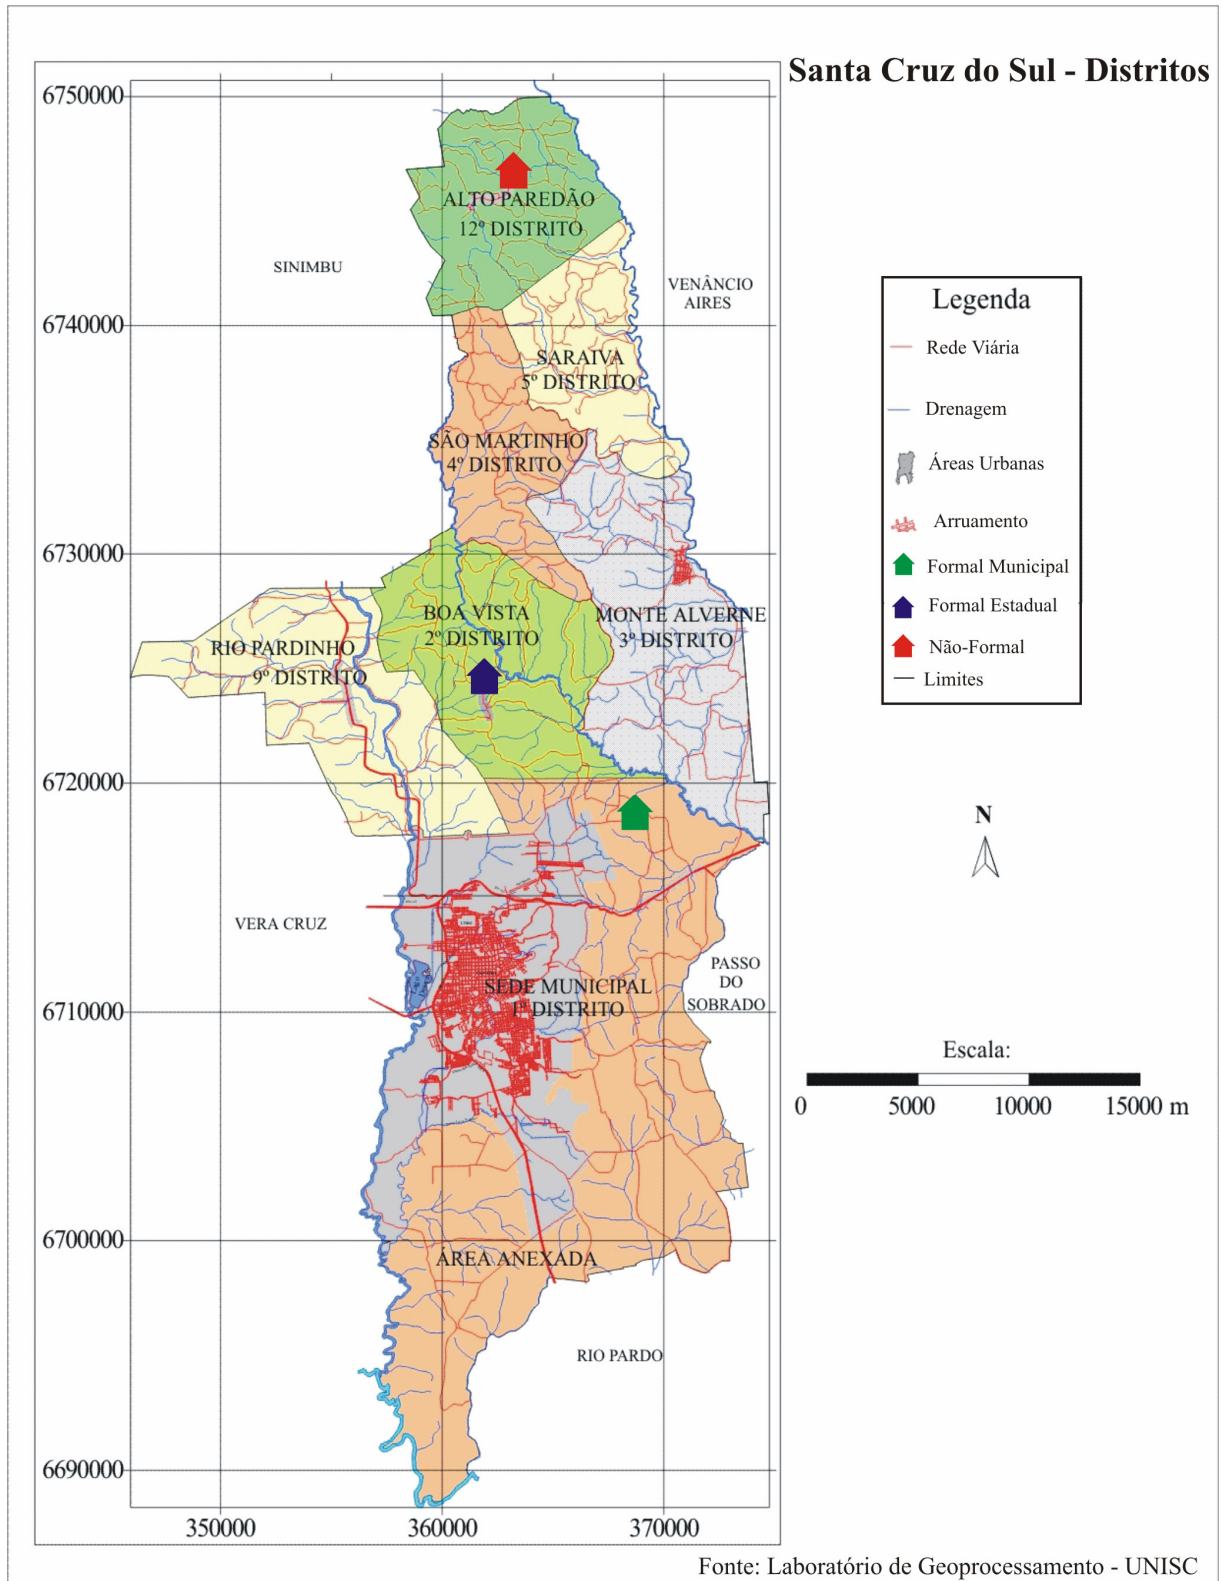 Santa Cruz do Sul - Distritos
6750000
ALTO PAREDÃO
12º DISTRITO
SINIMBU
VENÂNCIO
AIRES
6740000
SARAIVA
5º DISTRITO
SÃO MARTINHO
4º DISTRITO
6730000
BOA VISTA
2º DISTRITO
MONTE ALVERNE
3º DISTRITO
RIO PARDINHO
9º DISTRITO
6720000
VERA CRUZ
SEDE MUNICIPAL
1º DISTRITO
PASSO
DO
SOBRADO
6710000
6700000
ÁREA ANEXADA
RIO PARDO
6690000
350000
360000
370000
Legenda
Rede Viária
Drenagem
Áreas Urbanas
Arruamento
Formal Municipal
Formal Estadual
Não-Formal
Limites
N
Escala:
0 5000 10000 15000 m
Fonte: Laboratório de Geoprocessamento - UNISC